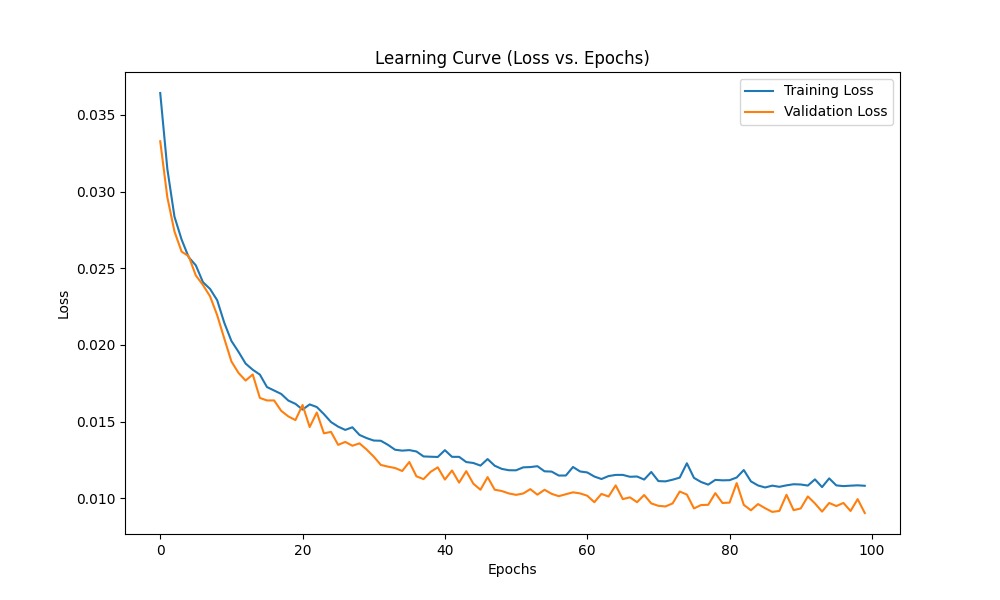 Learning Curve (Loss vs. Epochs)
Training Loss
Validation Loss
0.035
0.030
0.025
0.020
0.015
0.010
Loss
0 20 40 60 80 100
Epochs